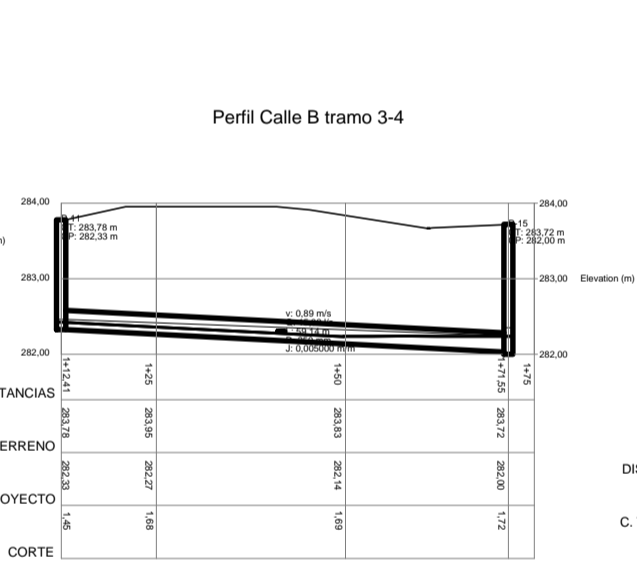 Perfil Calle B tramo 3-4
284,00
284,00
T: 283,78 m
P: 282,33 m
15
T: 283,72 m
P: 282,00 m
283,00
283,00 Elevation (m)
v: 0,89 m/s
59,14 m
J: 0,005000 m/m
282,00
282,00
1+12,41 1+25 1+50 1+71,55 1+75
TANCIAS
283,78 283,95 283,83 283,72
ERRENO
282,33 282,27 282,14 282,00
DIS
OYECTO
1,45 1,68 1,69 1,72
C.
CORTE